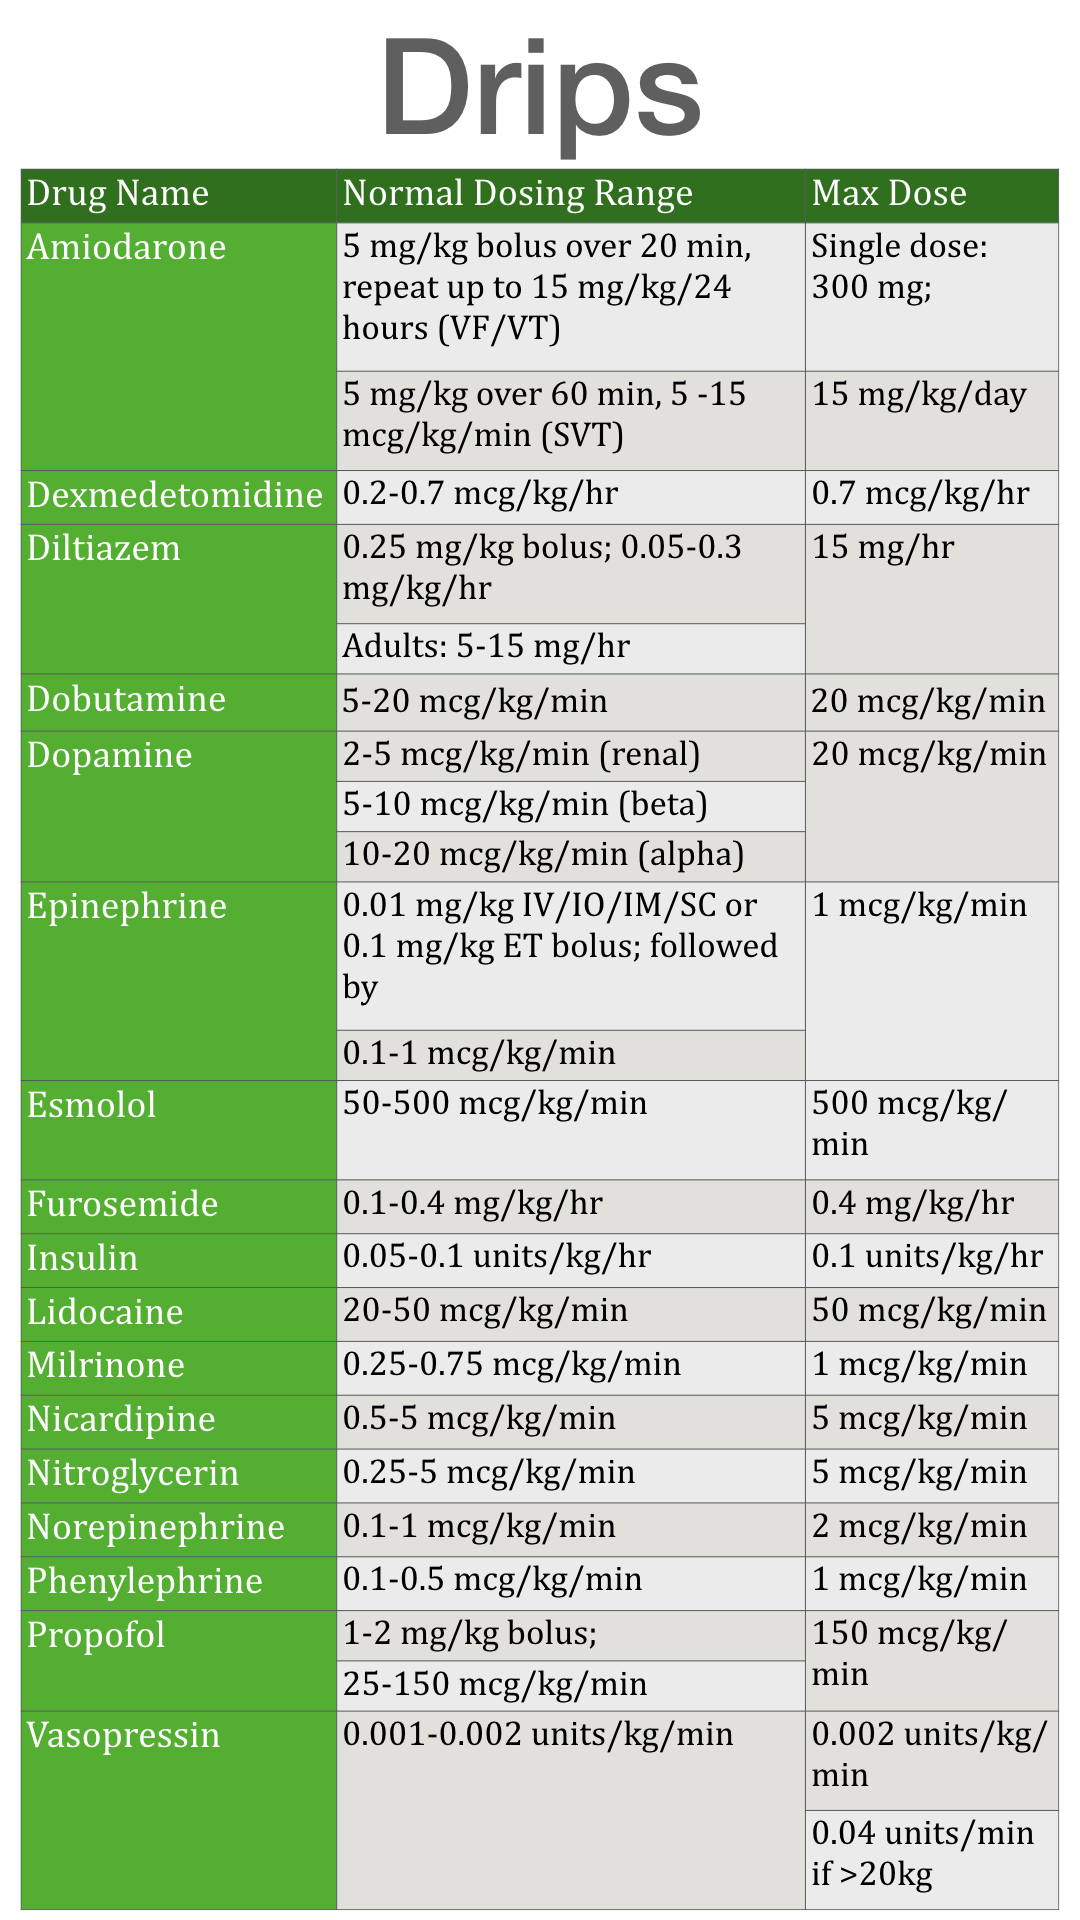 Drips
Drug Name Normal Dosing Range Max Dose
Amiodarone 5 mg/kg bolus over 20 min, Single dose:
repeat up to 15 mg/kg/24 300 mg;
hours (VF/VT)
5 mg/kg over 60 min, 5 -15 15 mg/kg/day
mcg/kg/min (SVT)
Dexmedetomidine 0.2-0.7 mcg/kg/hr 0.7 mcg/kg/hr
Diltiazem 0.25 mg/kg bolus; 0.05-0.3 15 mg/hr
mg/kg/hr
Adults: 5-15 mg/hr
Dobutamine 5-20 mcg/kg/min 20 mcg/kg/min
Dopamine 2-5 mcg/kg/min (renal) 20 mcg/kg/min
5-10 mcg/kg/min (beta)
10-20 mcg/kg/min (alpha)
Epinephrine 0.01 mg/kg IV/IO/IM/SC or 1 mcg/kg/min
0.1 mg/kg ET bolus; followed
by
0.1-1 mcg/kg/min
Esmolol 50-500 mcg/kg/min 500 mcg/kg/
min
Furosemide 0.1-0.4 mg/kg/hr 0.4 mg/kg/hr
Insulin 0.05-0.1 units/kg/hr 0.1 units/kg/hr
Lidocaine 20-50 mcg/kg/min 50 mcg/kg/min
Milrinone 0.25-0.75 mcg/kg/min 1 mcg/kg/min
Nicardipine 0.5-5 mcg/kg/min 5 mcg/kg/min
Nitroglycerin 0.25-5 mcg/kg/min 5 mcg/kg/min
Norepinephrine 0.1-1 mcg/kg/min 2 mcg/kg/min
Phenylephrine 0.1-0.5 mcg/kg/min 1 mcg/kg/min
Propofol 1-2 mg/kg bolus; 150 mcg/kg/
min
25-150 mcg/kg/min
Vasopressin 0.001-0.002 units/kg/min 0.002 units/kg/
min
0.04 units/min
if >20kg